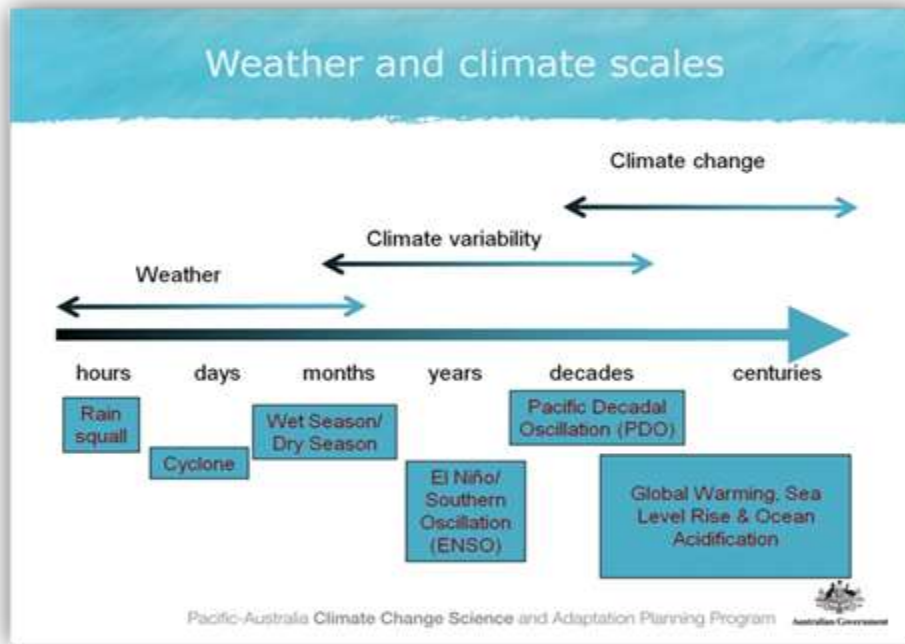 Weather and climate scales
Climate change
Climate variability
Weather
hours days months years decades centuries
Rain
squall
Cyclone
Wet Season/
Dry Season
El Niño/
Southern
Oscillation
(ENSO)
Pacific Decadal
Oscillation (PDO)
Global Warming, Sea
Level Rise & Ocean
Acidification
Pacific-Australia Climate Change Science and Adaptation Planning Program
Australian Government